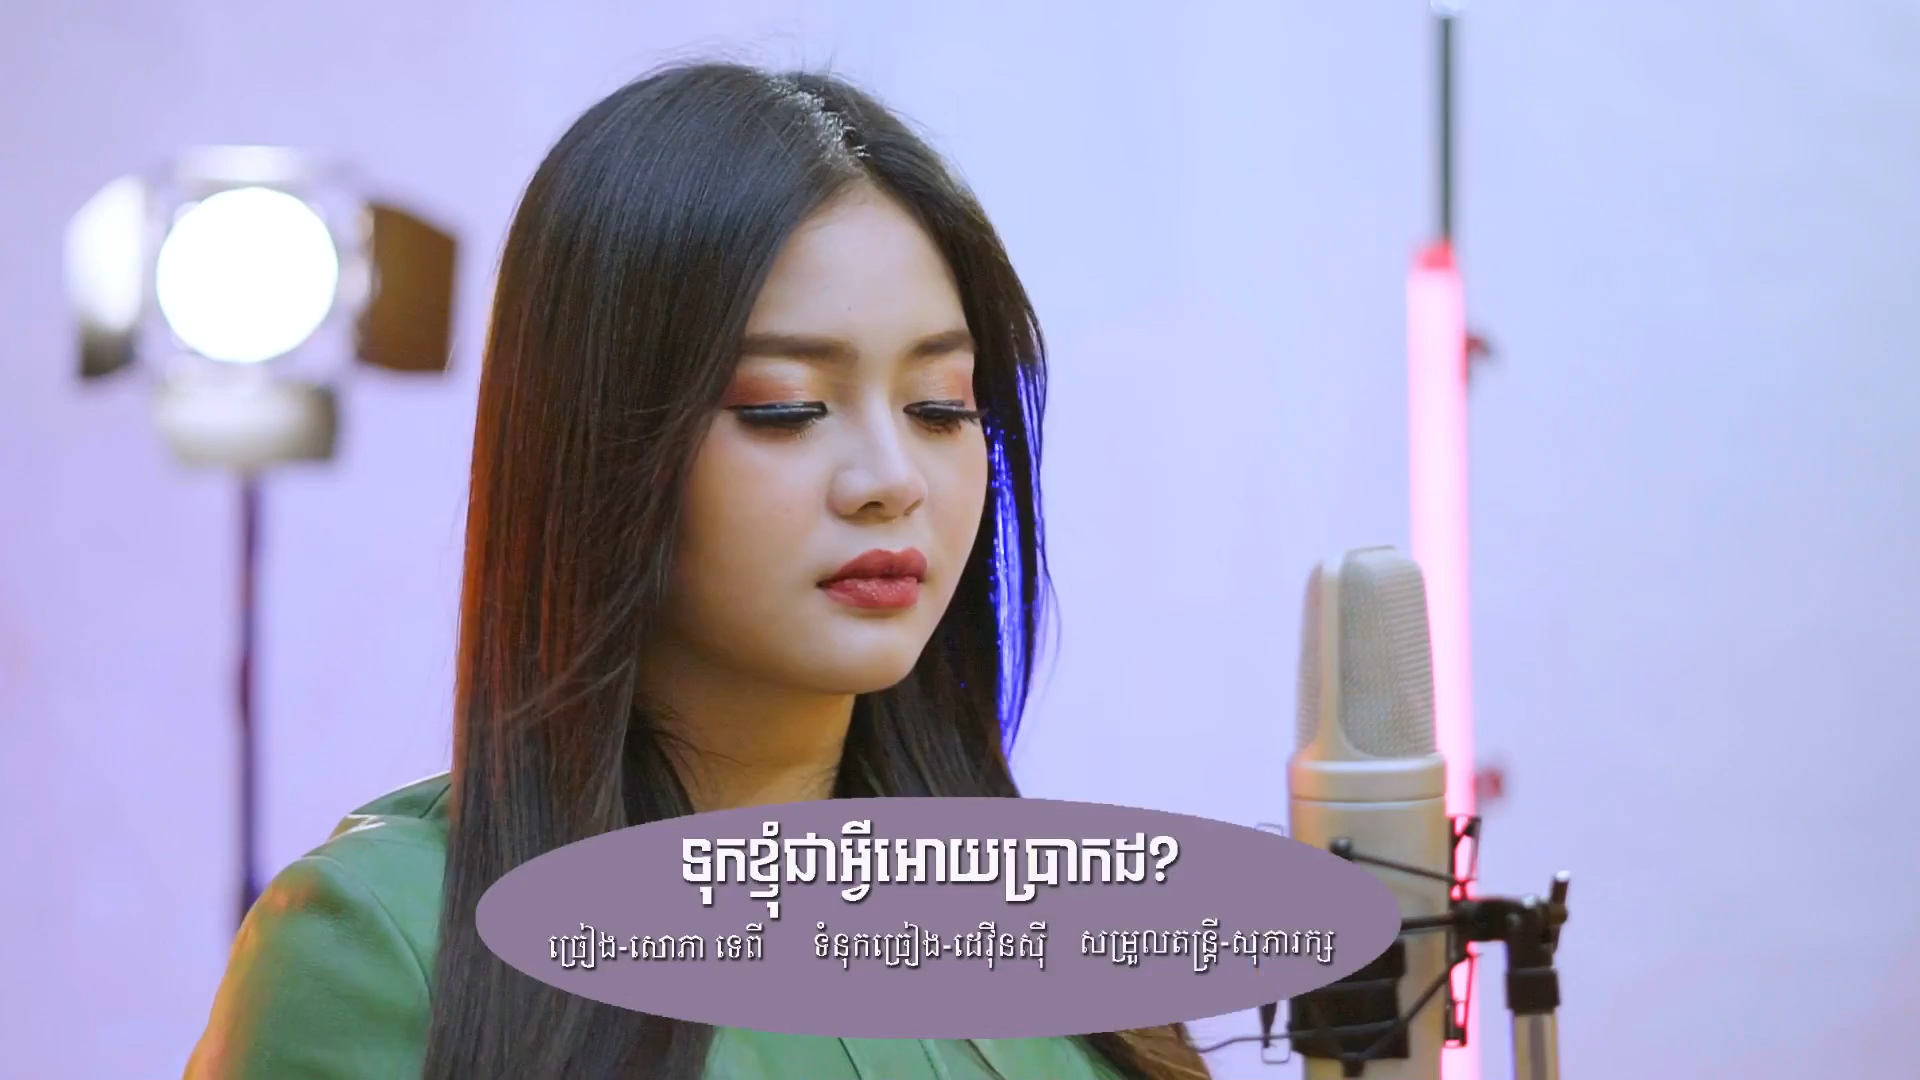 ទុកខ្ញុំជាអ្វីអោយប្រាកដ?
ច្រៀង-សោភា ទេពី ទំនុកច្រៀង-ដេវ៉ីនស៊ី សម្រួលតន្ត្រី-សុភារក្ស